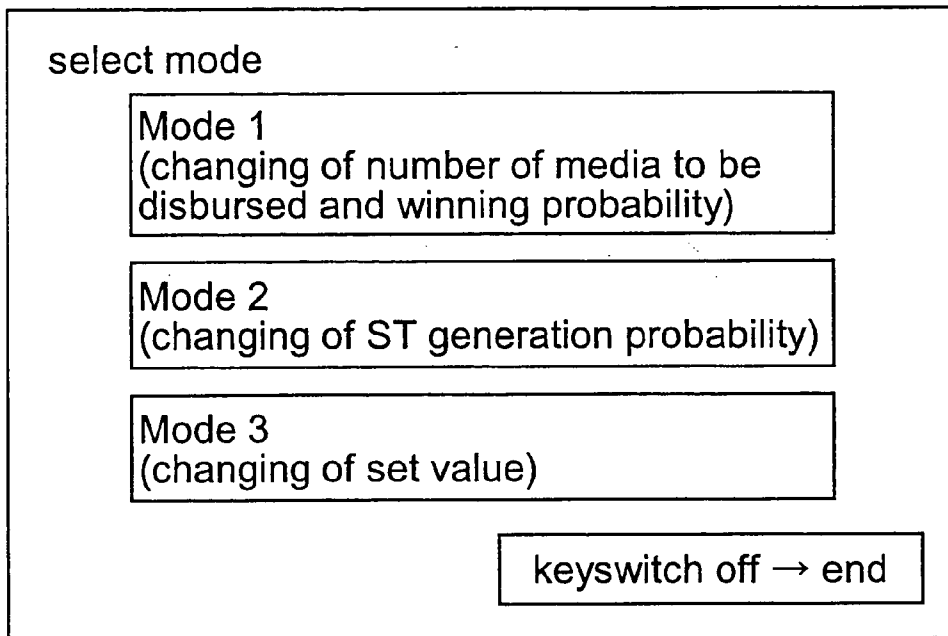 select mode
Mode 1
(changing of number of media to be
disbursed and winning probability)
Mode 2
(changing of ST generation probability)
Mode 3
(changing of set value)
keyswitch off → end